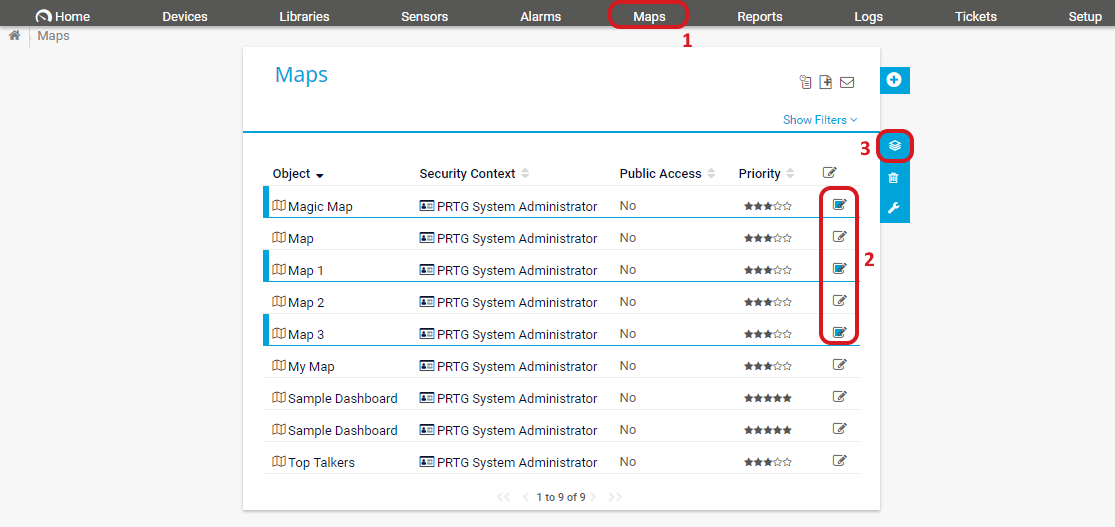 Home Devices Libraries Sensors Alarms Maps Reports Logs Tickets Setup
Maps
1
Maps
Show Filters
3
Object Security Context Public Access Priority
Magic Map PRTG System Administrator No
Map PRTG System Administrator No
Map 1 PRTG System Administrator No
2
Map 2 PRTG System Administrator No
Map 3 PRTG System Administrator No
My Map PRTG System Administrator No
Sample Dashboard PRTG System Administrator No
Sample Dashboard PRTG System Administrator No
Top Talkers PRTG System Administrator No
1 to 9 of 9